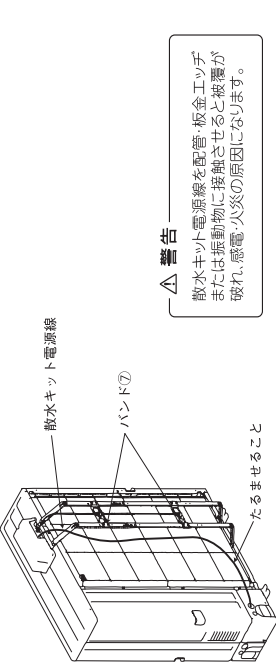 散水キット電源線
バンド⑦
たるませること
⚠ 警告
散水キット電源線を配管・板金エッヂ
または振動物に接触させると被覆が
破れ、感電・火災の原因になります。